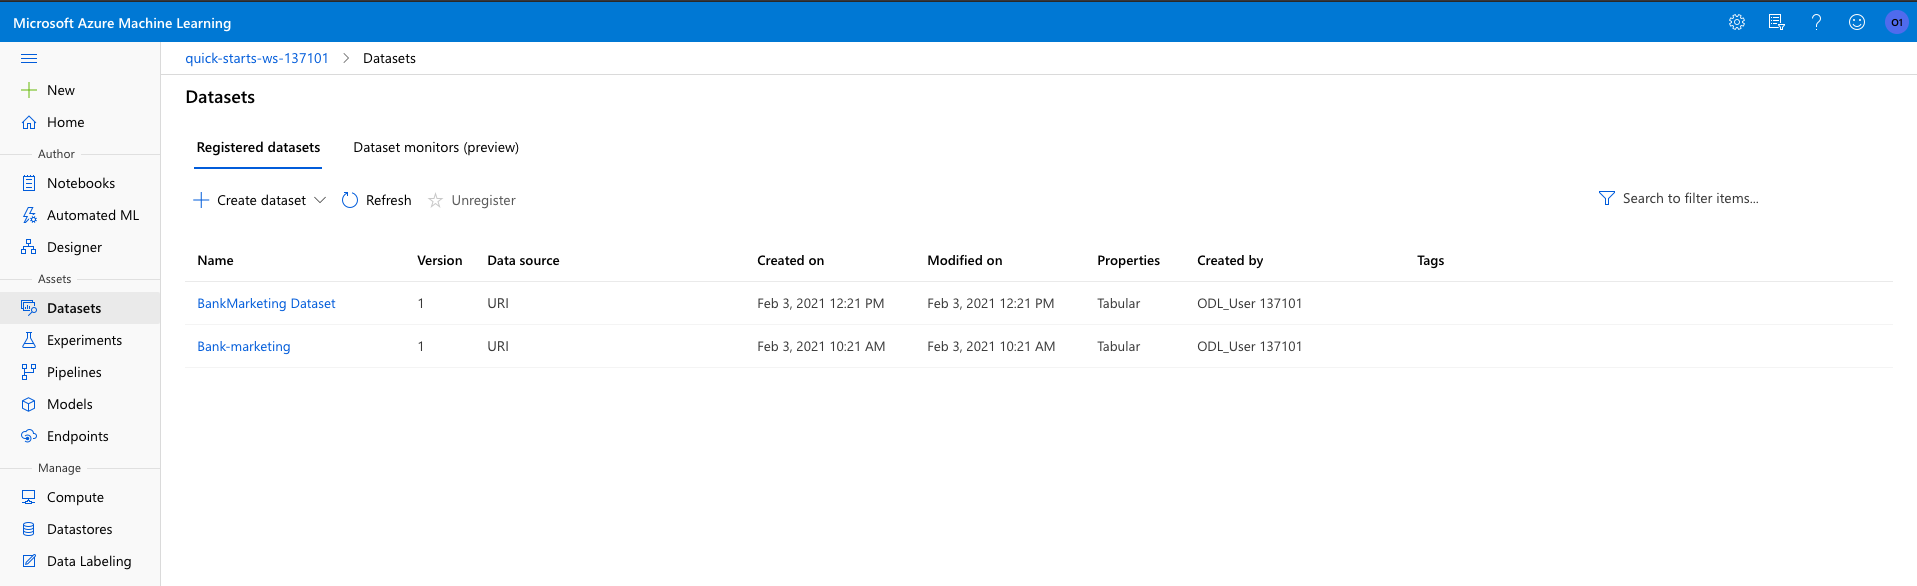 Microsoft Azure Machine Learning
O1
New
Home
Author
Notebooks
Automated ML
Designer
Assets
Datasets
Experiments
Pipelines
Models
Endpoints
Manage
Compute
Datastores
Data Labeling
quick-starts-ws-137101 > Datasets
Datasets
Registered datasets Dataset monitors (preview)
Create dataset Refresh Unregister Search to filter items...
Name Version Data source Created on Modified on Properties Created by Tags
BankMarketing Dataset 1 URI Feb 3, 2021 12:21 PM Feb 3, 2021 12:21 PM Tabular ODL_User 137101
Bank-marketing 1 URI Feb 3, 2021 10:21 AM Feb 3, 2021 10:21 AM Tabular ODL_User 137101